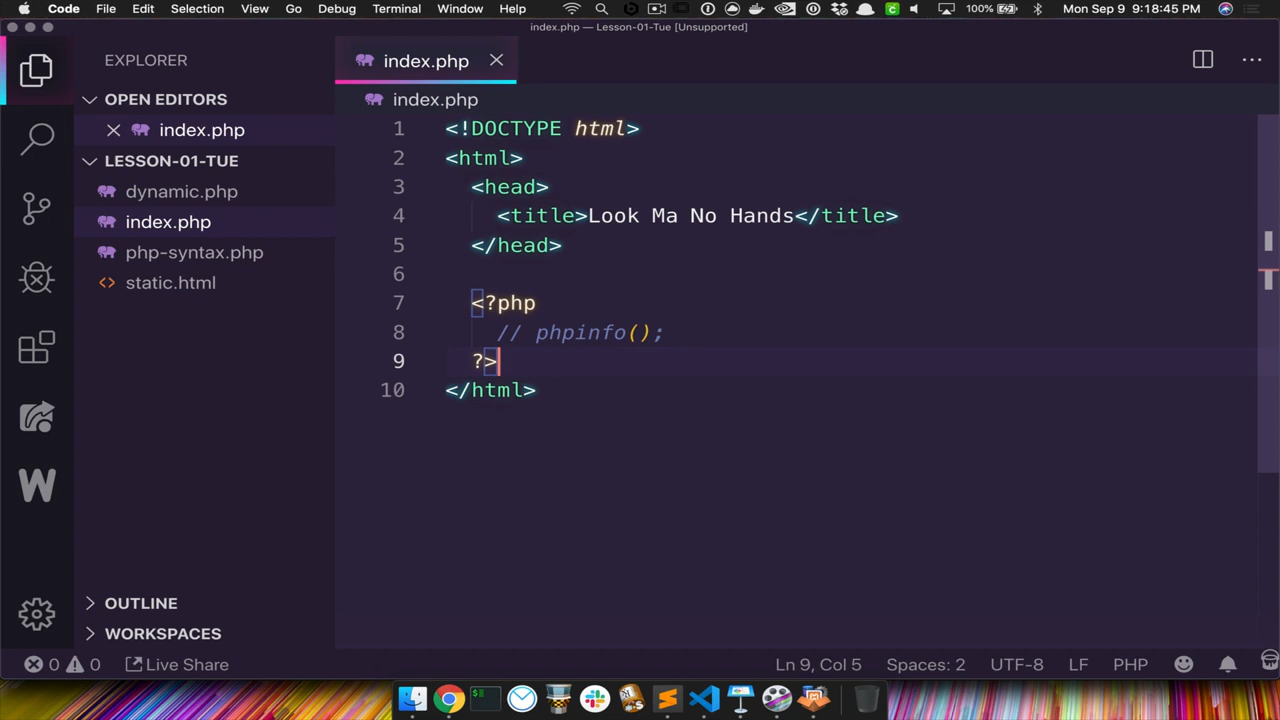 Code File Edit Selection View Go Debug Terminal Window Help 100% Mon Sep 9 9:18:45 PM
index.php — Lesson-01-Tue [Unsupported]
EXPLORER
OPEN EDITORS
index.php
LESSON-01-TUE
dynamic.php
index.php
php-syntax.php
static.html
OUTLINE
WORKSPACES
index.php
index.php
1 <!DOCTYPE html>
2 <html>
3 <head>
4 <title>Look Ma No Hands</title>
5 </head>
6
7 <?php
8 // phpinfo();
9 ?>
10 </html>
0 0 Live Share Ln 9, Col 5 Spaces: 2 UTF-8 LF PHP